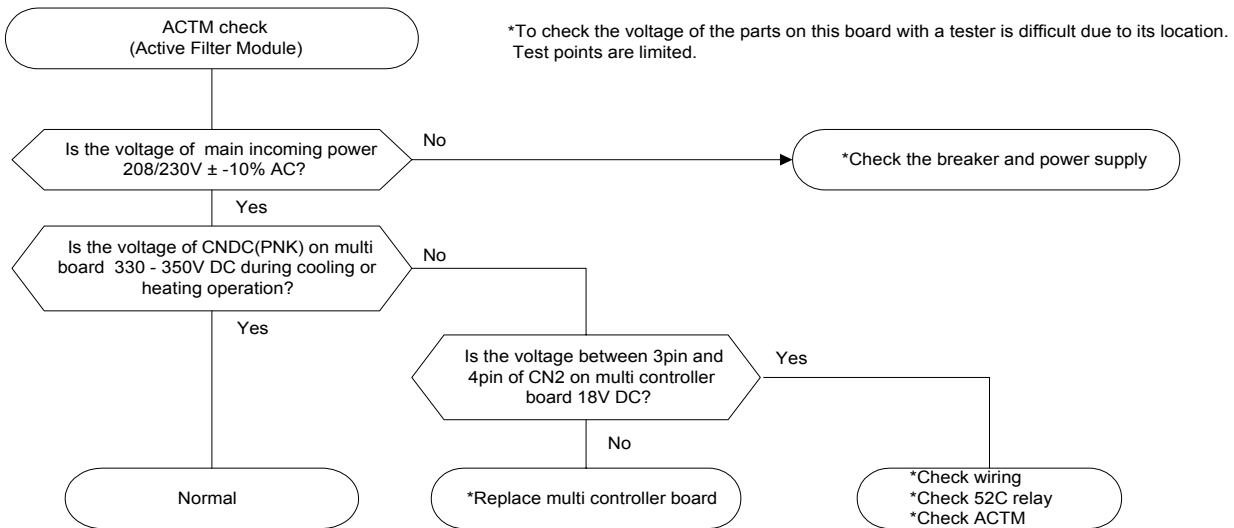 ACTM check
(Active Filter Module)
*To check the voltage of the parts on this board with a tester is difficult due to its location.
Test points are limited.
Is the voltage of main incoming power
208/230V ± -10% AC?
No
*Check the breaker and power supply
Yes
Is the voltage of CNDC(PNK) on multi
board 330 - 350V DC during cooling or
heating operation?
No
Yes
Is the voltage between 3pin and
4pin of CN2 on multi controller
board 18V DC?
Yes
No
Normal
*Replace multi controller board
*Check wiring
*Check 52C relay
*Check ACTM